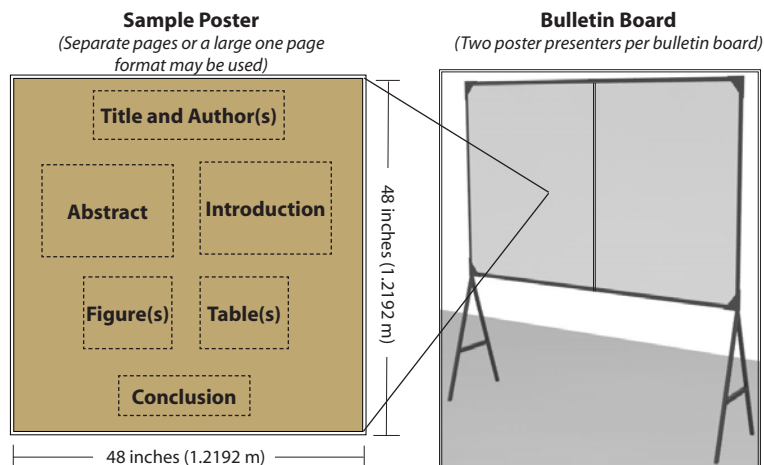 Sample Poster
(Separate pages or a large one page
format may be used)
Title and Author(s)
Abstract
Introduction
Figure(s)
Table(s)
Conclusion
48 inches (1.2192 m)
48 inches (1.2192 m)
Bulletin Board
(Two poster presenters per bulletin board)